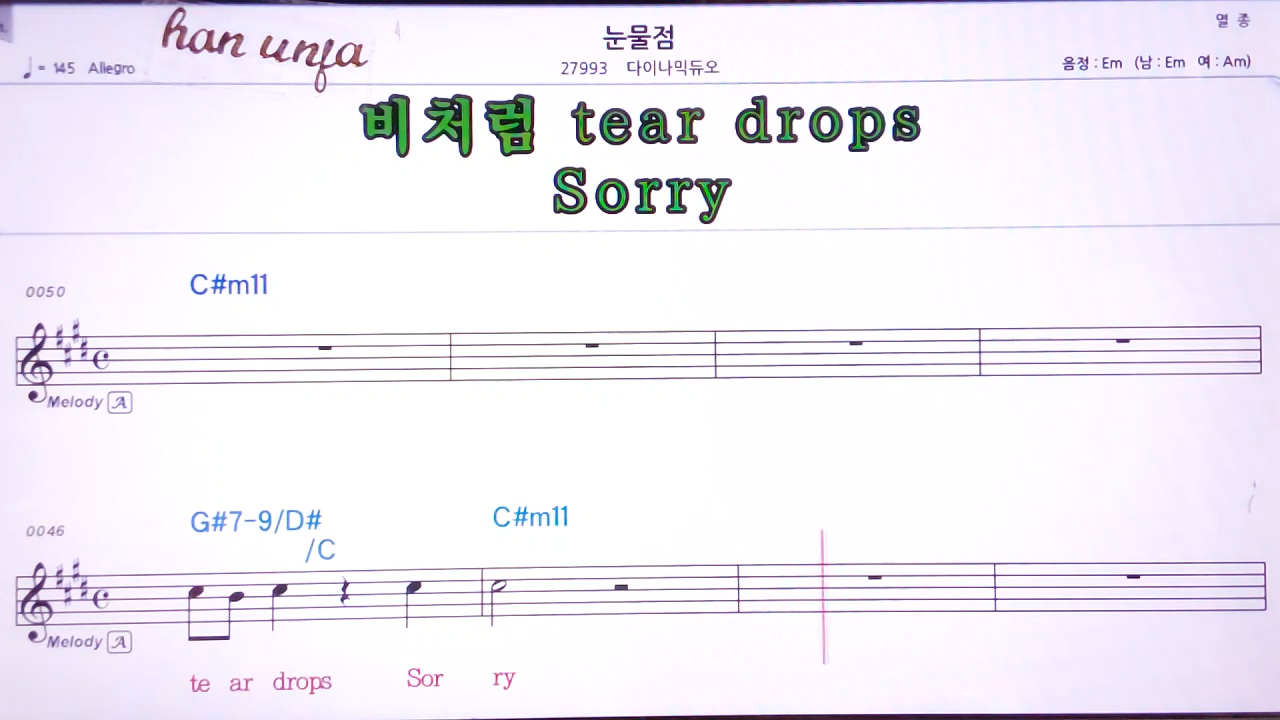 han unfa
눈물점
열 종
♩= 145 Allegro
27993 다이나믹듀오
음정 : Em (남 : Em 여 : Am)
비처럼 tear drops
Sorry
0050
C#m11
Melody A
0046
G#7-9/D#
/C
C#m11
Melody A
te ar drops Sor ry